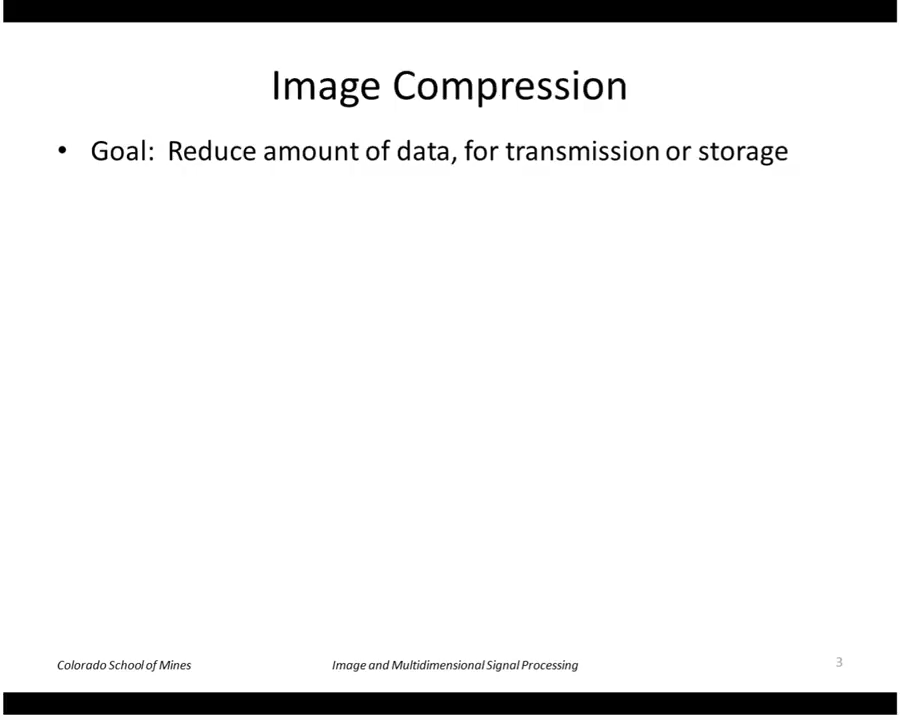 Image Compression
• Goal:  Reduce amount of data, for transmission or storage
Colorado School of Mines
Image and Multidimensional Signal Processing
3